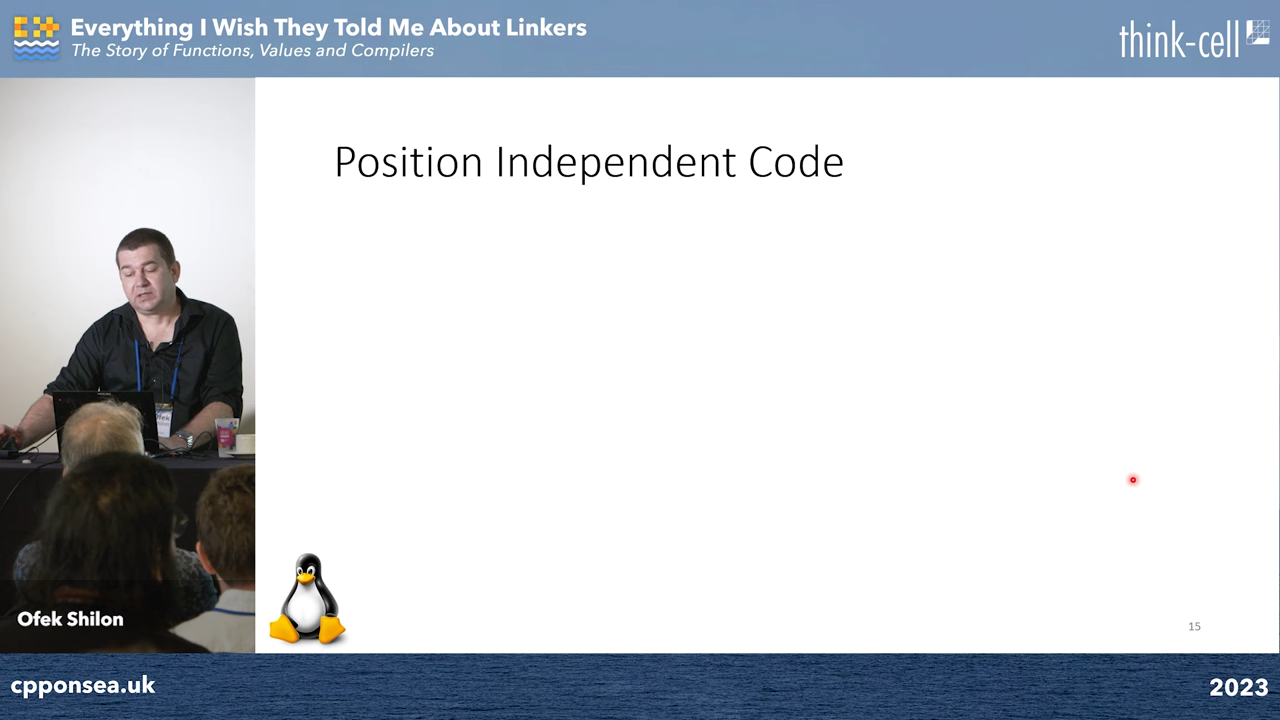 Everything I Wish They Told Me About Linkers
The Story of Functions, Values and Compilers
think-cell
Position Independent Code
Ofek Shilon
15
cpponsea.uk
2023